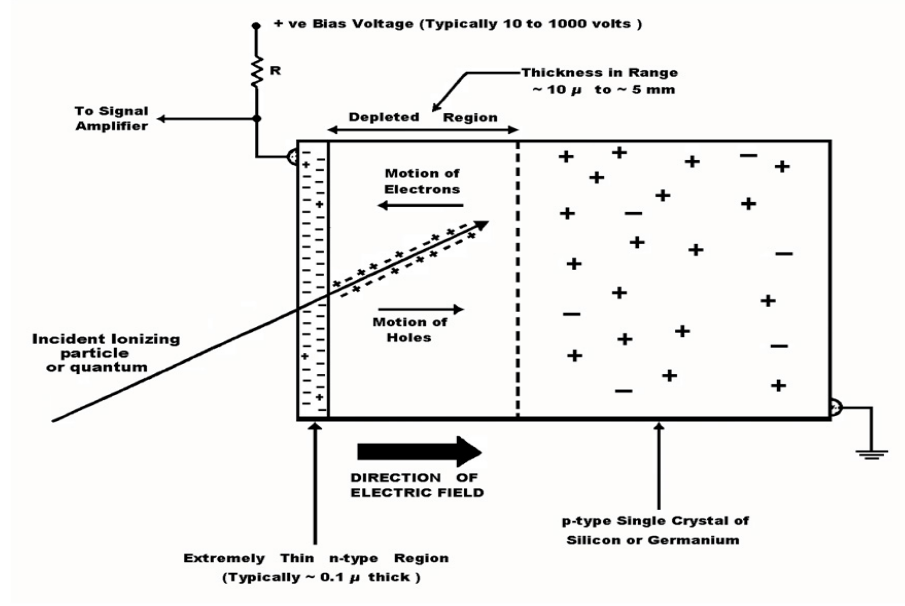 + ve Bias Voltage (Typically 10 to 1000 volts )
R
Thickness in Range
~ 10 μ to ~ 5 mm
To Signal
Amplifier
Depleted Region
Motion of
Electrons
Motion of
Holes
Incident Ionizing
particle
or quantum
DIRECTION OF
ELECTRIC FIELD
p-type Single Crystal of
Silicon or Germanium
Extremely Thin n-type Region
(Typically ~ 0.1 μ thick )